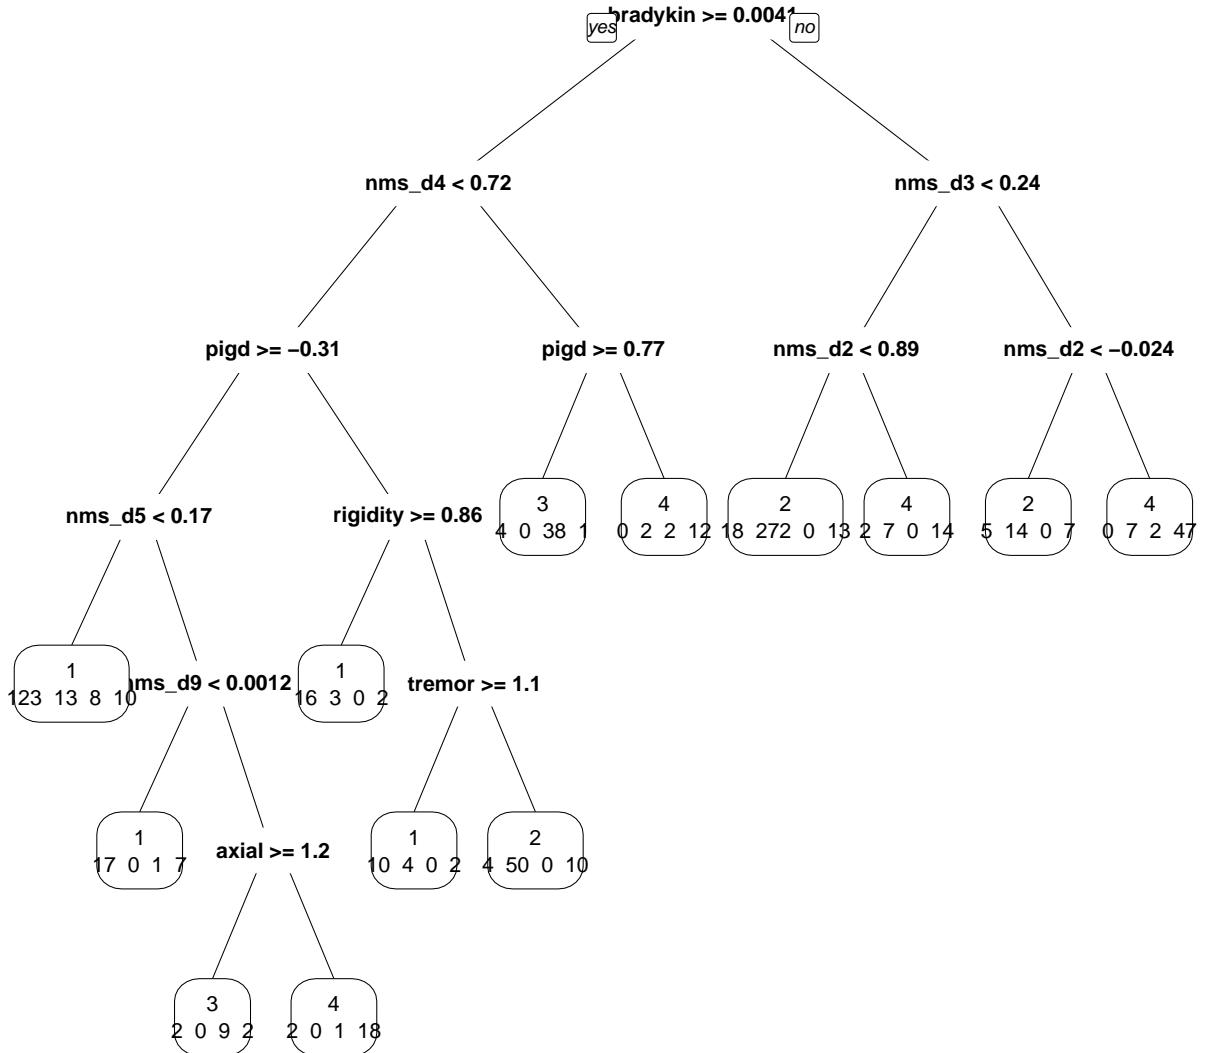 bradykin >= 0.0041
yes no
nms_d4 < 0.72
nms_d3 < 0.24
pigd >= −0.31
pigd >= 0.77
nms_d2 < 0.89
nms_d2 < −0.024
nms_d5 < 0.17
rigidity >= 0.86
3
4 0 38 1
4
0 2 2 12
2
18 272 0 13
4
2 7 0 14
2
5 14 0 7
4
0 7 2 47
1
123 13 8 10
nms_d9 < 0.0012
1
16 3 0 2
tremor >= 1.1
1
17 0 1 7
axial >= 1.2
1
10 4 0 2
2
4 50 0 10
3
2 0 9 2
4
2 0 1 18